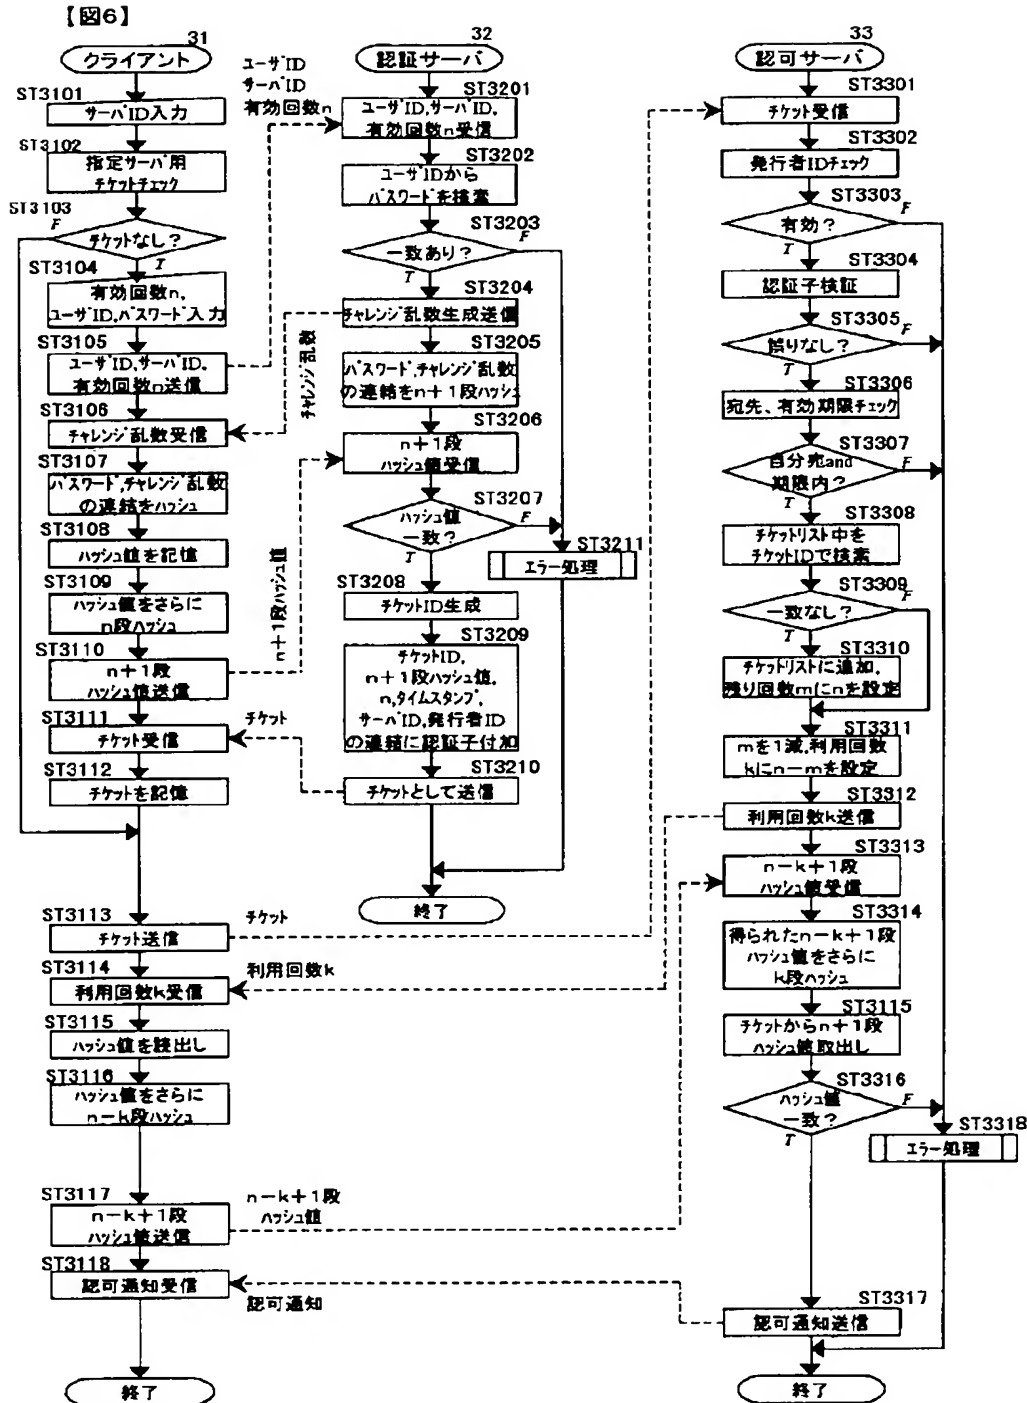 【図6】
31
クライアント
ST3101
サーバID入力
ST3102
指定サーバ用
チケットチェック
ST3103
F
チケットなし？
T
ST3104
有効回数n,
ユーザID,パスワード入力
ST3105
ユーザID,サーバID,
有効回数n送信
ST3106
チャレンジ乱数受信
ST3107
パスワード,チャレンジ乱数
の連結をハッシュ
ST3108
ハッシュ値を記憶
ST3109
ハッシュ値をさらに
n段ハッシュ
ST3110
n＋1段
ハッシュ値送信
ST3111
チケット受信
ST3112
チケットを記憶
ST3113
チケット送信
ST3114
利用回数k受信
ST3115
ハッシュ値を読出し
ST3116
ハッシュ値をさらに
n－k段ハッシュ
ST3117
n－k＋1段
ハッシュ値送信
ST3118
認可通知受信
終了
ユーザID
サーバID
有効回数n
チャレンジ乱数
n＋1段ハッシュ値
チケット
チケット
利用回数k
n－k＋1段
ハッシュ値
認可通知
32
認証サーバ
ST3201
ユーザID,サーバID,
有効回数n受信
ST3202
ユーザIDから
パスワードを検索
ST3203
一致あり？
F
T
ST3204
チャレンジ乱数生成送信
ST3205
パスワード,チャレンジ乱数
の連結をn＋1段ハッシュ
ST3206
n＋1段
ハッシュ値受信
ST3207
ハッシュ値
一致？
F
T
ST3211
エラー処理
ST3208
チケットID生成
ST3209
チケットID,
n＋1段ハッシュ値,
n,タイムスタンプ,
サーバID,発行者ID
の連結に認証子付加
ST3210
チケットとして送信
終了
33
認可サーバ
ST3301
チケット受信
ST3302
発行者IDチェック
ST3303
有効？
F
T
ST3304
認証子検証
ST3305
誤りなし？
F
T
ST3306
宛先、有効期限チェック
ST3307
自分宛and
期限内？
F
T
ST3308
チケットリスト中を
チケットIDで検索
ST3309
一致なし？
F
T
ST3310
チケットリストに追加,
残り回数mにnを設定
ST3311
mを1減,利用回数
kにn－mを設定
ST3312
利用回数k送信
ST3313
n－k＋1段
ハッシュ値受信
ST3314
得られたn－k＋1段
ハッシュ値をさらに
k段ハッシュ
ST3115
チケットからn＋1段
ハッシュ値取出し
ST3316
ハッシュ値
一致？
F
T
ST3318
エラー処理
ST3317
認可通知送信
終了